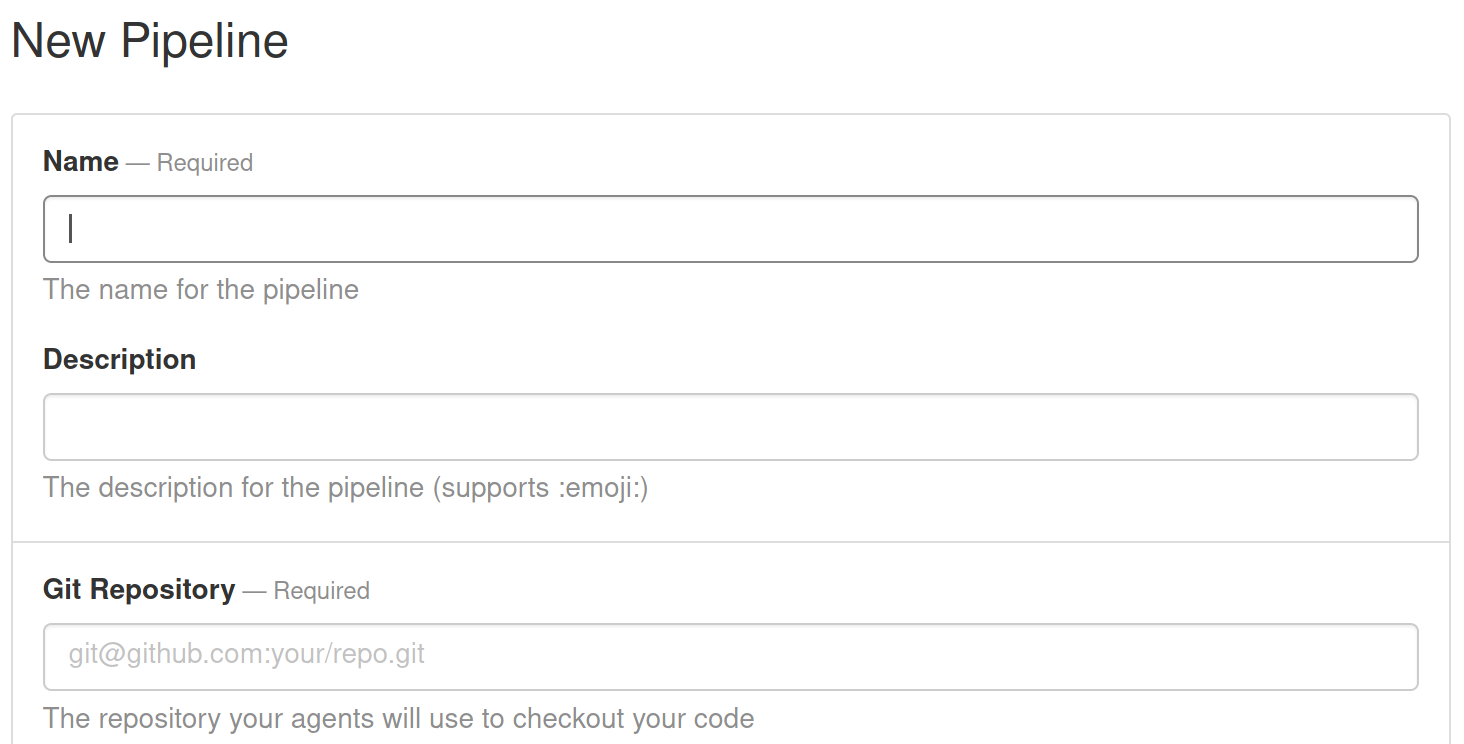 New Pipeline
Name — Required
The name for the pipeline
Description
The description for the pipeline (supports :emoji:)
Git Repository — Required
git@github.com:your/repo.git
The repository your agents will use to checkout your code